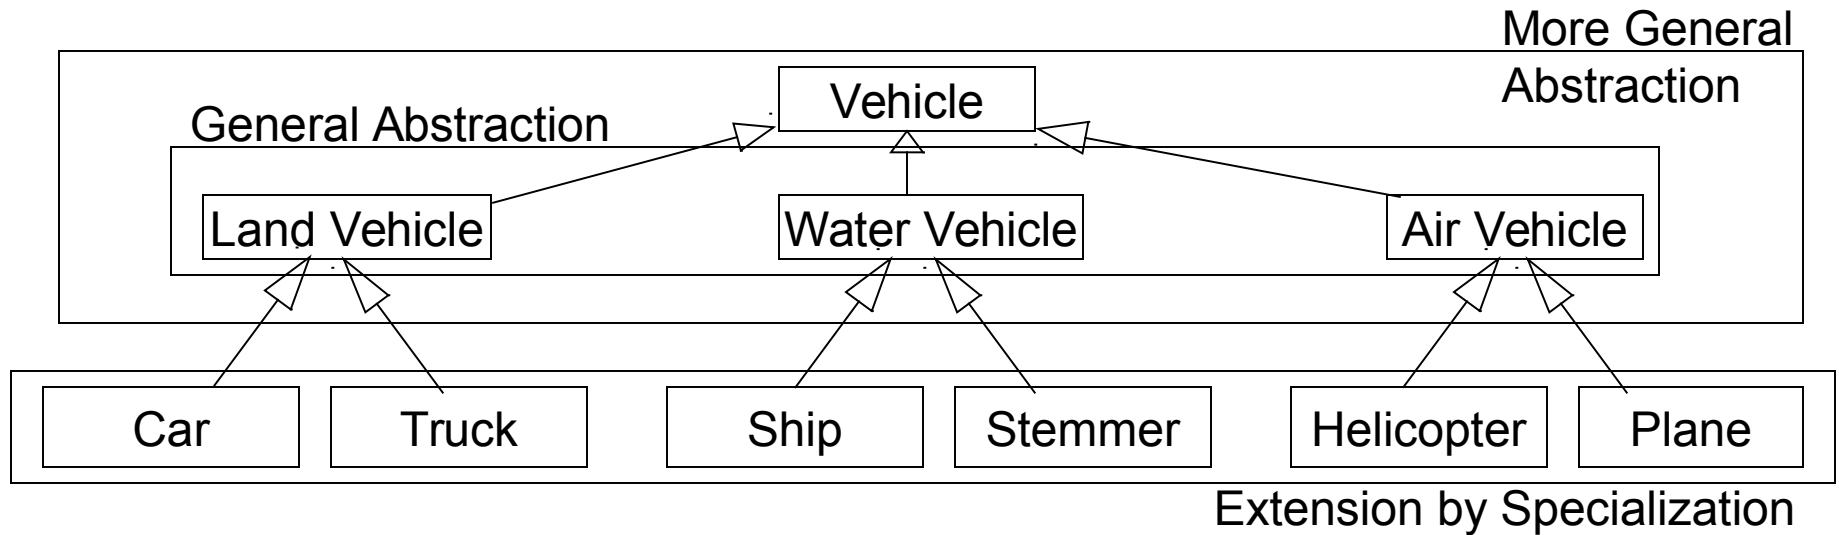 More General
Abstraction
Vehicle
General Abstraction
Land Vehicle
Water Vehicle
Air Vehicle
Car
Truck
Ship
Stemmer
Helicopter
Plane
Extension by Specialization